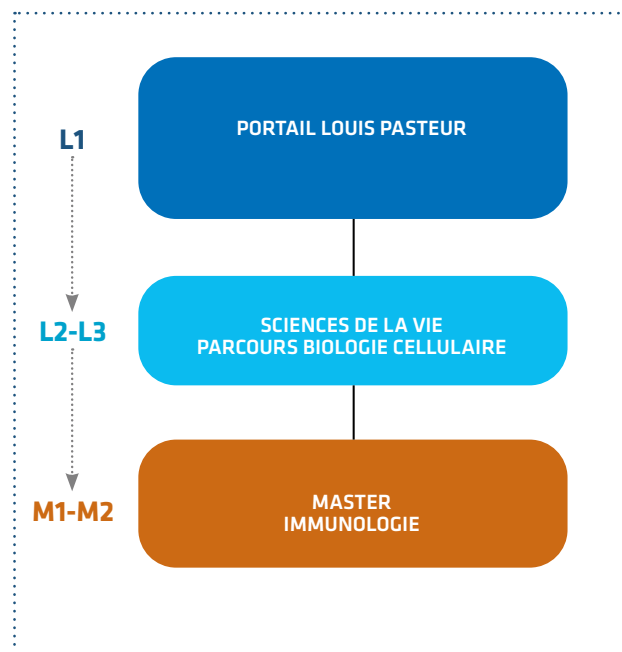 L1
PORTAIL LOUIS PASTEUR
L2-L3
SCIENCES DE LA VIE
PARCOURS BIOLOGIE CELLULAIRE
M1-M2
MASTER
IMMUNOLOGIE